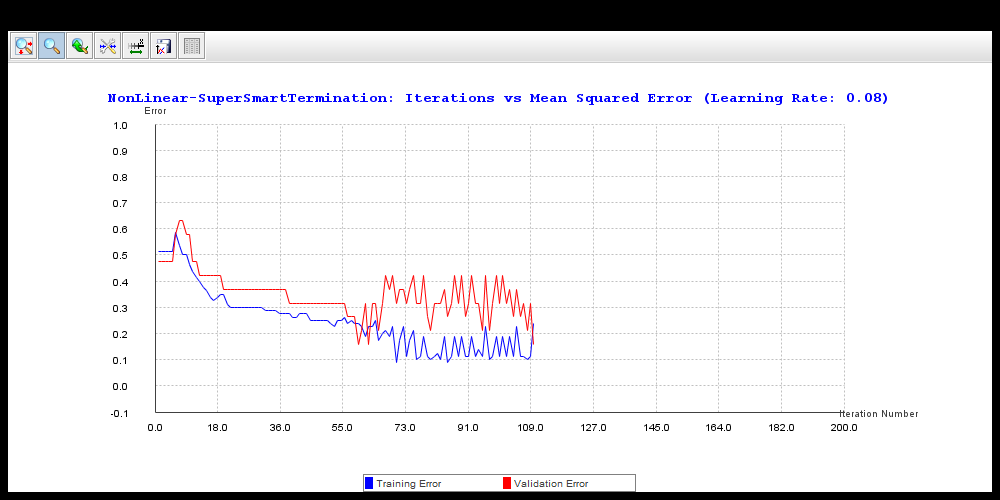 NonLinear-SuperSmartTermination: Iterations vs Mean Squared Error (Learning Rate: 0.08)
Error
1.0
0.9
0.8
0.7
0.6
0.5
0.4
0.3
0.2
0.1
0.0
-0.1
Iteration Number
0.0 18.0 36.0 55.0 73.0 91.0 109.0 127.0 145.0 164.0 182.0 200.0
Training Error Validation Error